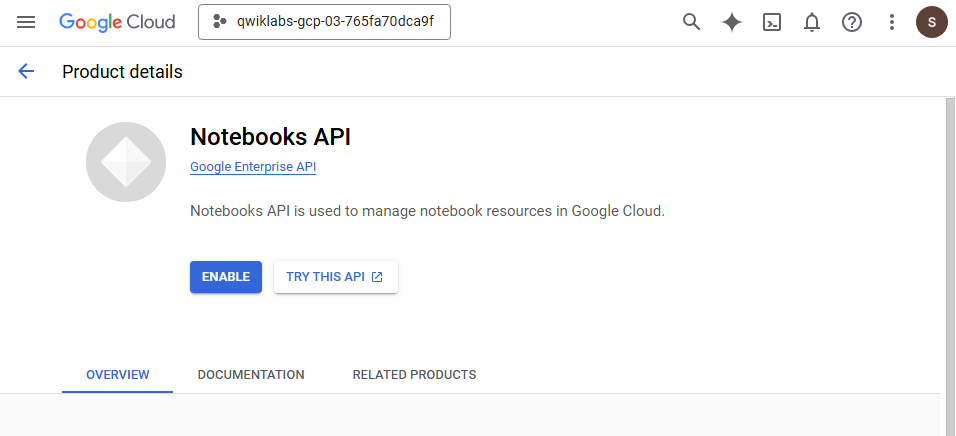 Google Cloud
qwiklabs-gcp-03-765fa70dca9f
S
Product details
Notebooks API
Google Enterprise API
Notebooks API is used to manage notebook resources in Google Cloud.
ENABLE
TRY THIS API
OVERVIEW
DOCUMENTATION
RELATED PRODUCTS